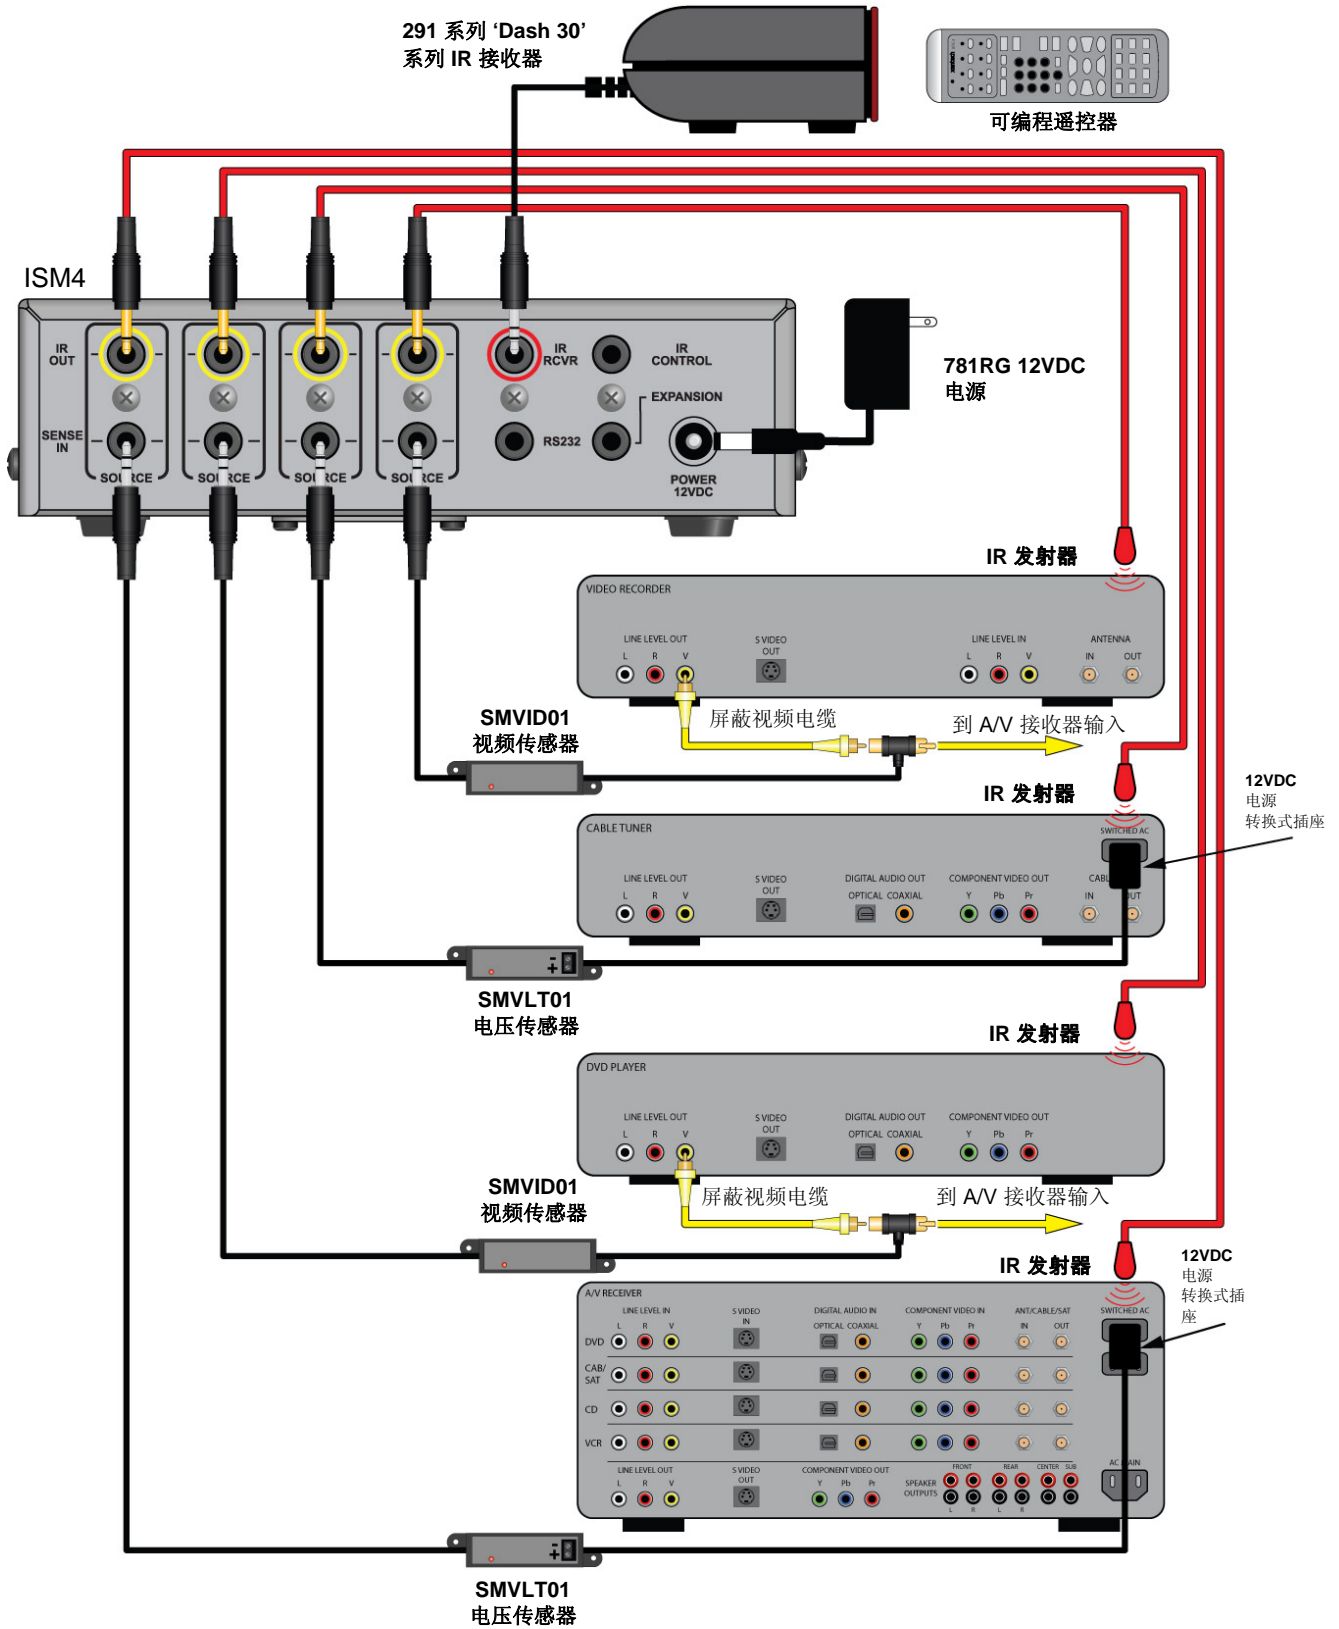 291 系列 ‘Dash 30’
系列 IR 接收器
可编程遥控器
ISM4
IR
OUT
IR
RCVR
IR
CONTROL
EXPANSION
SENSE
IN
RS232
SOURCE
SOURCE
SOURCE
SOURCE
POWER
12VDC
781RG 12VDC
电源
IR 发射器
VIDEO RECORDER
LINE LEVEL OUT
L R V
S VIDEO
OUT
LINE LEVEL IN
L R V
ANTENNA
IN OUT
SMVID01
视频传感器
屏蔽视频电缆
到 A/V 接收器输入
IR 发射器
12VDC
电源
转换式插座
CABLE TUNER
SWITCHED AC
LINE LEVEL OUT
L R V
S VIDEO
OUT
DIGITAL AUDIO OUT
OPTICAL COAXIAL
COMPONENT VIDEO OUT
Y Pb Pr
IN
- +
SMVLT01
电压传感器
IR 发射器
DVD PLAYER
LINE LEVEL OUT
L R V
S VIDEO
OUT
DIGITAL AUDIO OUT
OPTICAL COAXIAL
COMPONENT VIDEO OUT
Y Pb Pr
SMVID01
视频传感器
屏蔽视频电缆
到 A/V 接收器输入
IR 发射器
12VDC
电源
转换式插
座
A/V RECEIVER
LINE LEVEL IN
L R V
S VIDEO
IN
DIGITAL AUDIO IN
OPTICAL COAXIAL
COMPONENT VIDEO IN
Y Pb Pr
ANT/CABLE/SAT
IN OUT
SWITCHED AC
DVD
CAB/
SAT
CD
VCR
LINE LEVEL OUT
L R V
S VIDEO
OUT
COMPONENT VIDEO OUT
Y Pb Pr
SPEAKER
OUTPUTS
FRONT REAR CENTER SUB
L R L R
AC MAIN
- +
SMVLT01
电压传感器